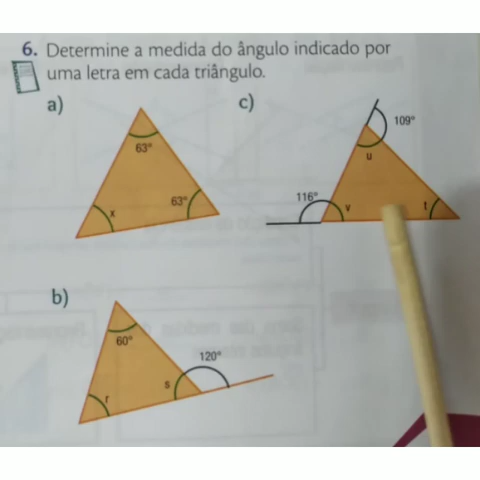 6. Determine a medida do ângulo indicado por
uma letra em cada triângulo.
a)
63°
63°
x
c)
109°
u
116°
v
t
b)
60°
120°
s
r